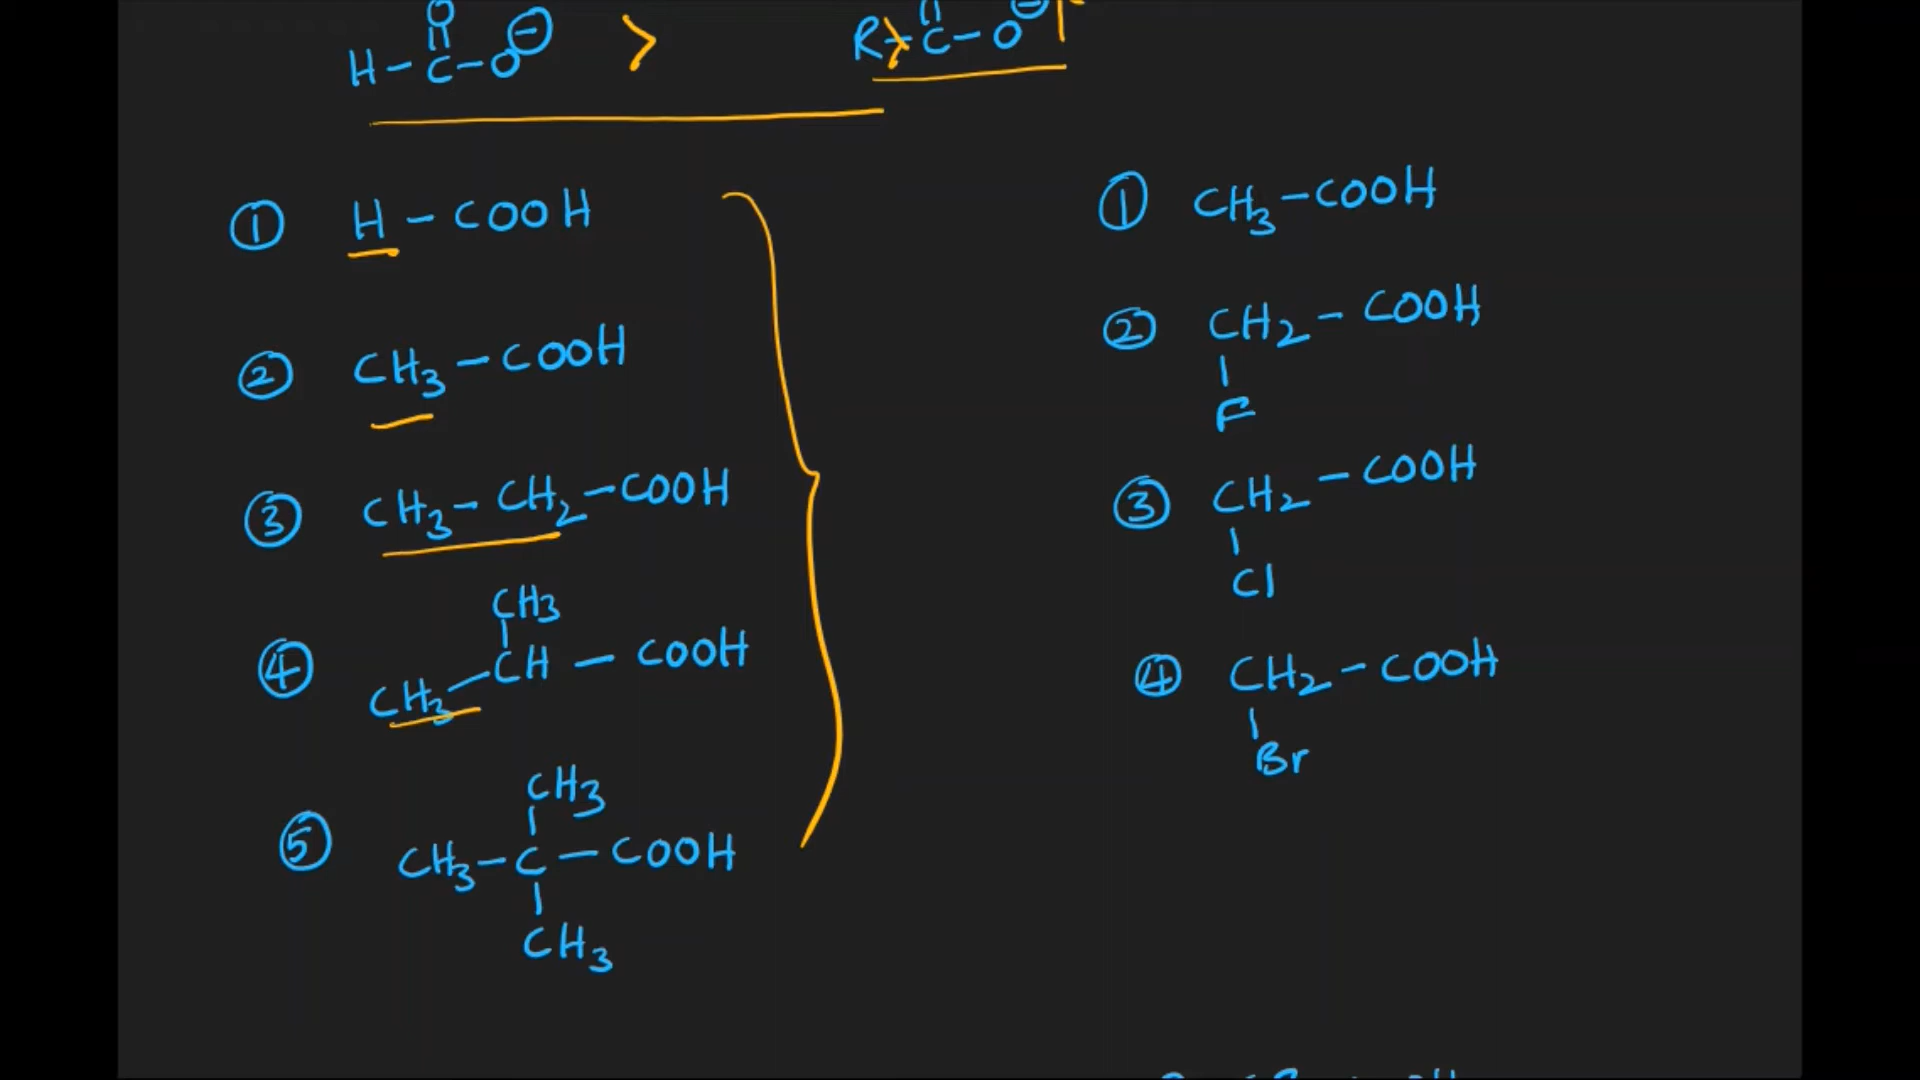 O O
|| ||
H - C - O⊖ > R - C - O⊖
① H - COOH
② CH3 - COOH
③ CH3 - CH2 - COOH
CH3
|
④ CH3 - CH - COOH
CH3
|
⑤ CH3 - C - COOH
|
CH3
① CH3 - COOH
② CH2 - COOH
|
F
③ CH2 - COOH
|
Cl
④ CH2 - COOH
|
Br